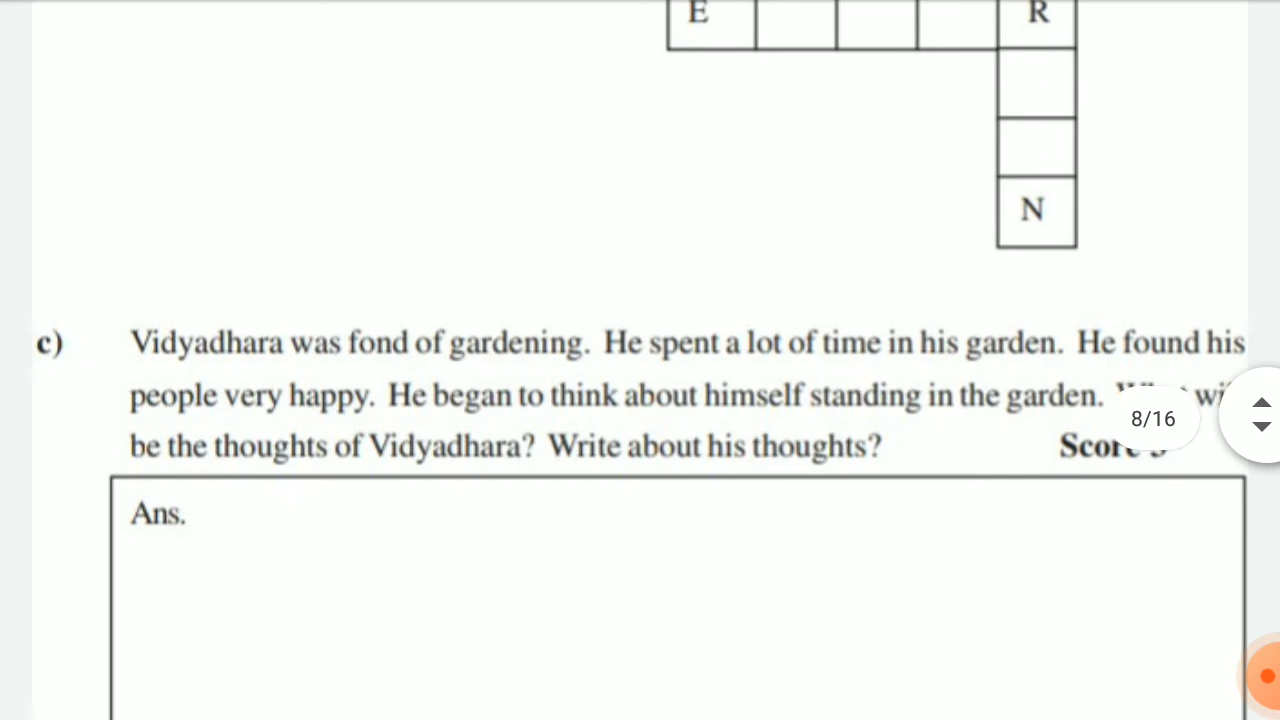 E R
N
c) Vidyadhara was fond of gardening. He spent a lot of time in his garden. He found his
people very happy. He began to think about himself standing in the garden.
8/16
be the thoughts of Vidyadhara? Write about his thoughts?
Ans.